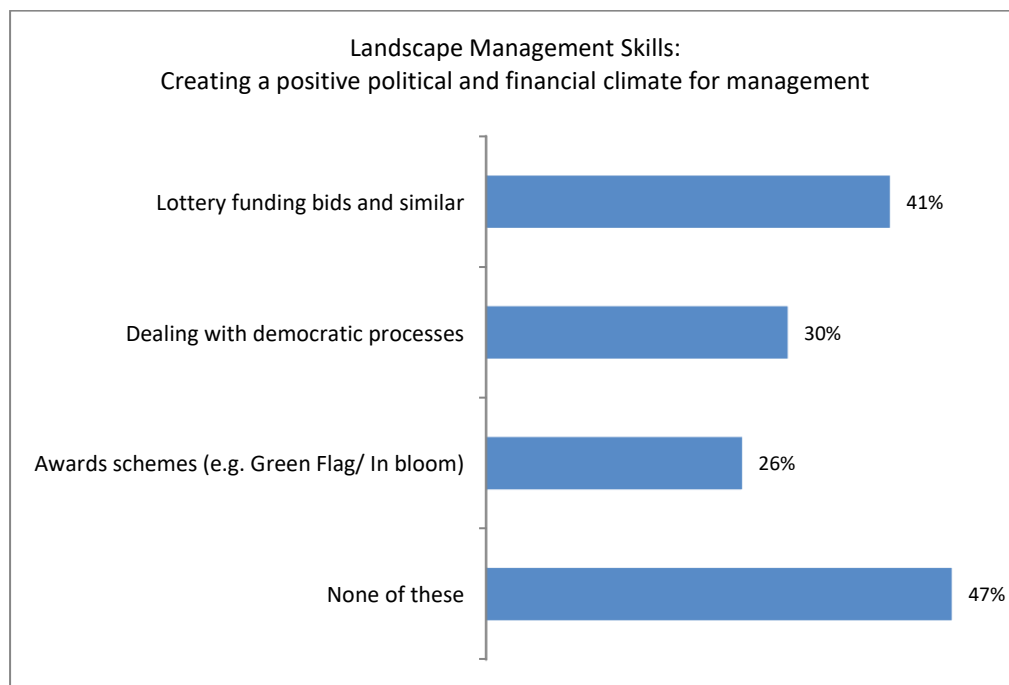 Landscape Management Skills:
Creating a positive political and financial climate for management
Lottery funding bids and similar
41%
Dealing with democratic processes
30%
Awards schemes (e.g. Green Flag/ In bloom)
26%
None of these
47%